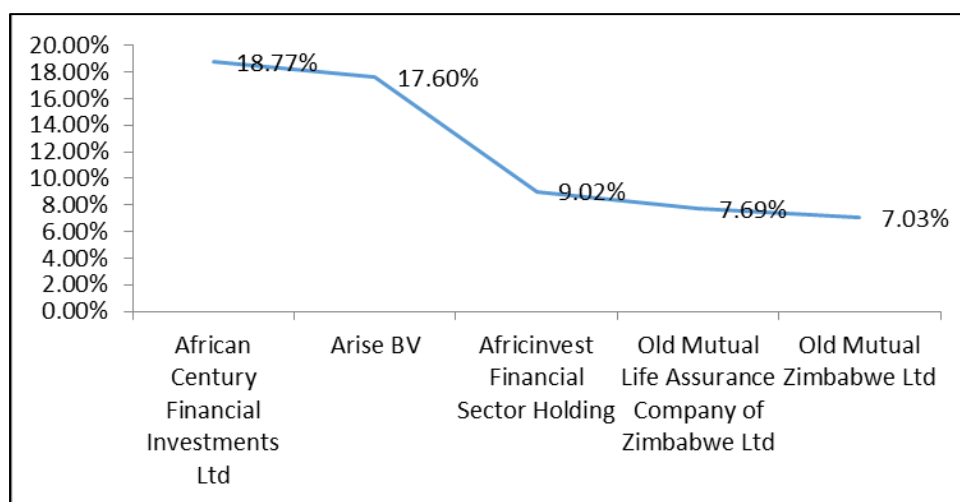 20.00%
18.00%
16.00%
14.00%
12.00%
10.00%
8.00%
6.00%
4.00%
2.00%
0.00%
18.77%
17.60%
9.02%
7.69%
7.03%
African
Century
Financial
Investments
Ltd
Arise BV
Africinvest
Financial
Sector Holding
Old Mutual
Life Assurance
Company of
Zimbabwe Ltd
Old Mutual
Zimbabwe Ltd